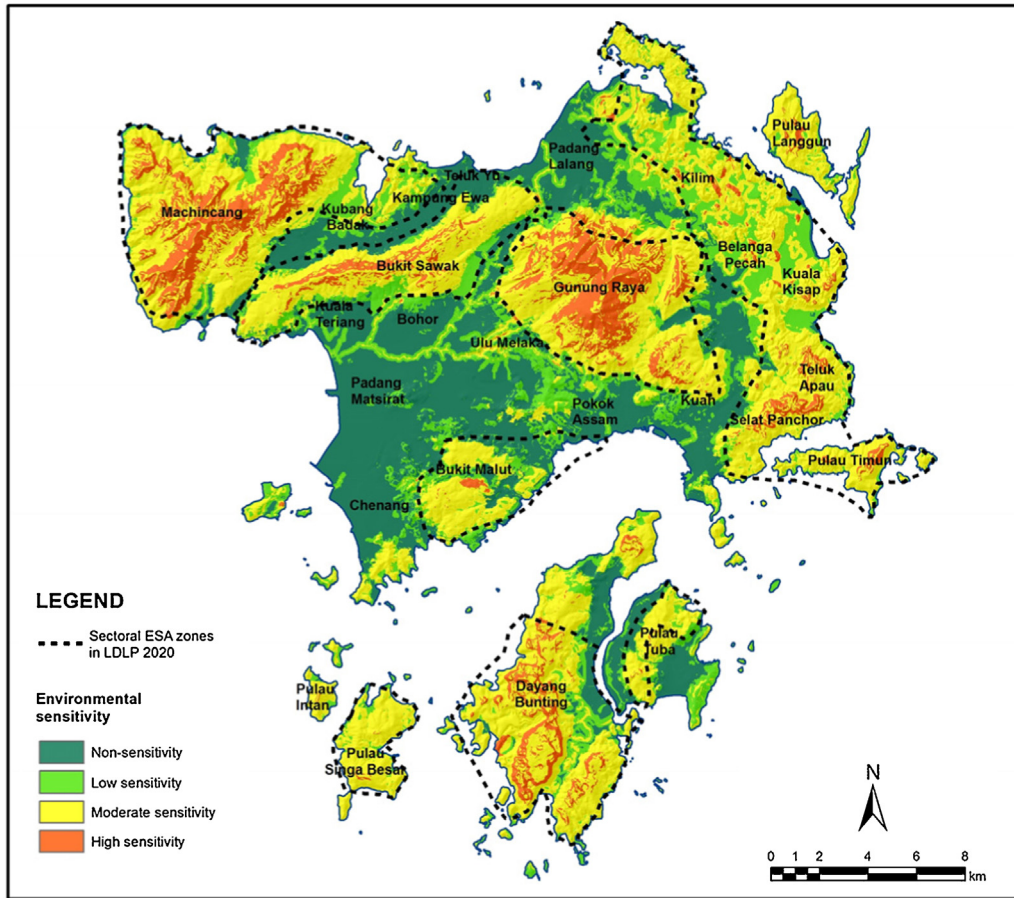 Pulau
Langgun
Padang
Lalang
Teluk Yu
Kilim
Kampung Ewa
Machincang
Kubang
Badak
Belanga
Pecah
Bukit Sawak
Kuala
Kisap
Gunung Raya
Kuala
Teriang
Bohor
Ulu Melaka
Teluk
Apau
Padang
Matsirat
Kuah
Pokok
Assam
Selat Panchor
Pulau Timun
Bukit Malut
Chenang
LEGEND
Sectoral ESA zones
in LDLP 2020
Pulau
Tuba
Pulau
Intan
Dayang
Bunting
Environmental
sensitivity
Non-sensitivity
Pulau
Singa Besar
Low sensitivity
Moderate sensitivity
High sensitivity
N
0 1 2 4 6 8
km